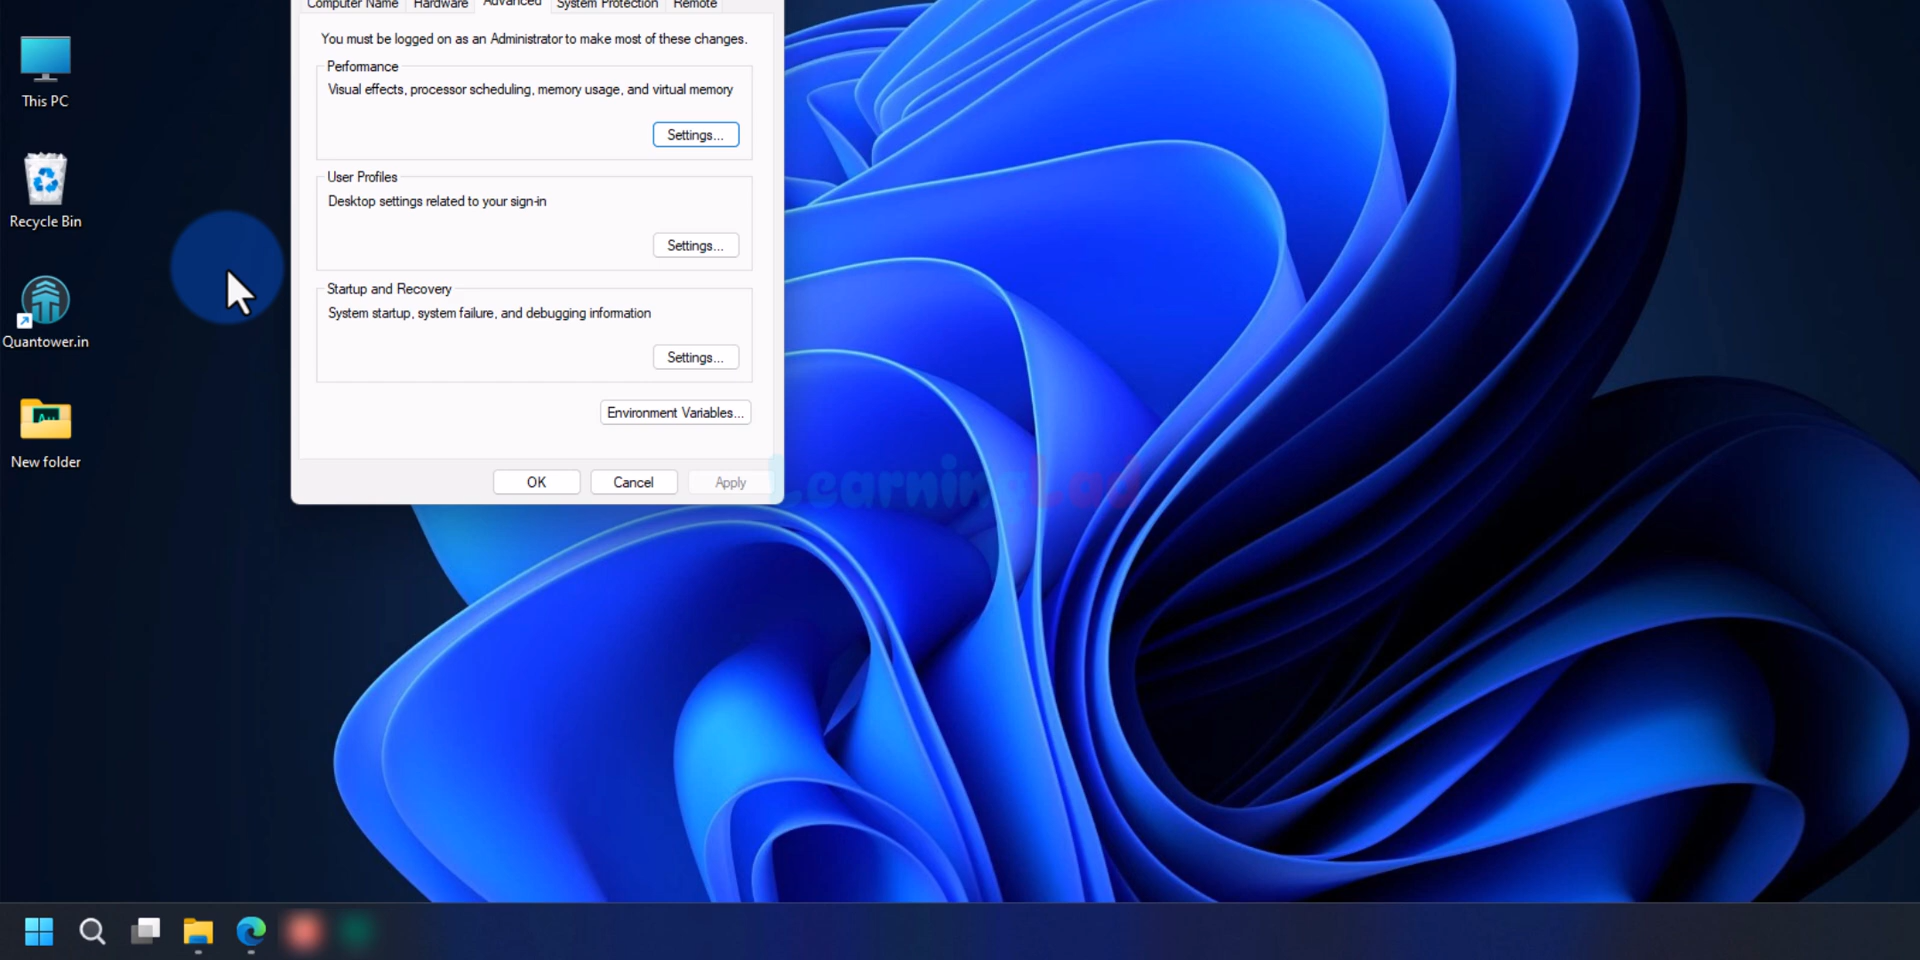 Computer Name Hardware Advanced System Protection Remote
You must be logged on as an Administrator to make most of these changes.
Performance
Visual effects, processor scheduling, memory usage, and virtual memory
Settings...
User Profiles
Desktop settings related to your sign-in
Settings...
Startup and Recovery
System startup, system failure, and debugging information
Settings...
Environment Variables...
OK Cancel Apply
This PC
Recycle Bin
Quantower.in
New folder
Au
LearningLad